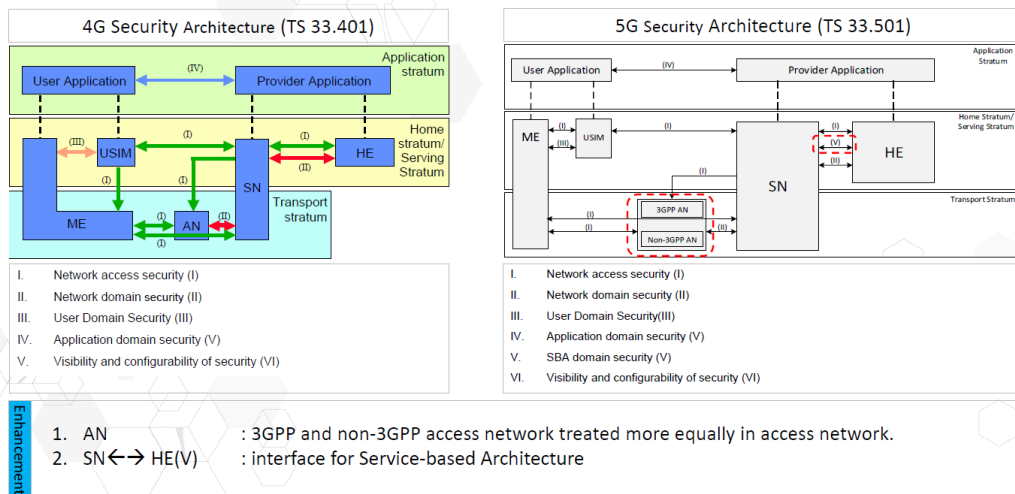 4G Security Architecture (TS 33.401)
Application
stratum
User Application
(IV)
Provider Application
Home
stratum/
Serving
Stratum
(III)
USIM
(I)
(I)
(II)
HE
(I)
(I)
SN
Transport
stratum
ME
(I)
AN
(II)
(I)
I. Network access security (I)
II. Network domain security (II)
III. User Domain Security (III)
IV. Application domain security (V)
V. Visibility and configurability of security (VI)
5G Security Architecture (TS 33.501)
Application
Stratum
User Application
(IV)
Provider Application
Home Stratum/
Serving Stratum
ME
(I)
(III)
USIM
(I)
(I)
(V)
(II)
HE
SN
(I)
Transport Stratum
3GPP AN
(I)
(I)
(II)
Non-3GPP AN
I. Network access security (I)
II. Network domain security (II)
III. User Domain Security(III)
IV. Application domain security (V)
V. SBA domain security (V)
VI. Visibility and configurability of security (VI)
Enhancement
1. AN : 3GPP and non-3GPP access network treated more equally in access network.
2. SN←→ HE(V) : interface for Service-based Architecture